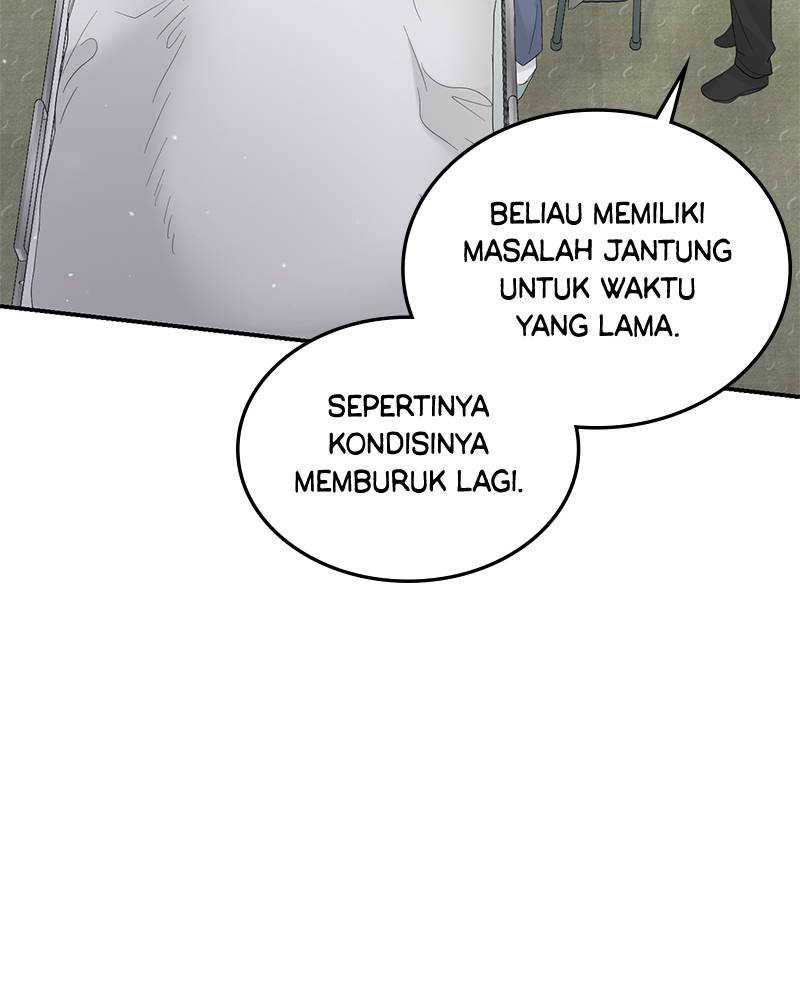 BELIAU MEMILIKI
MASALAH JANTUNG
UNTUK WAKTU
YANG LAMA.
SEPERTINYA
KONDISINYA
MEMBURUK LAGI.